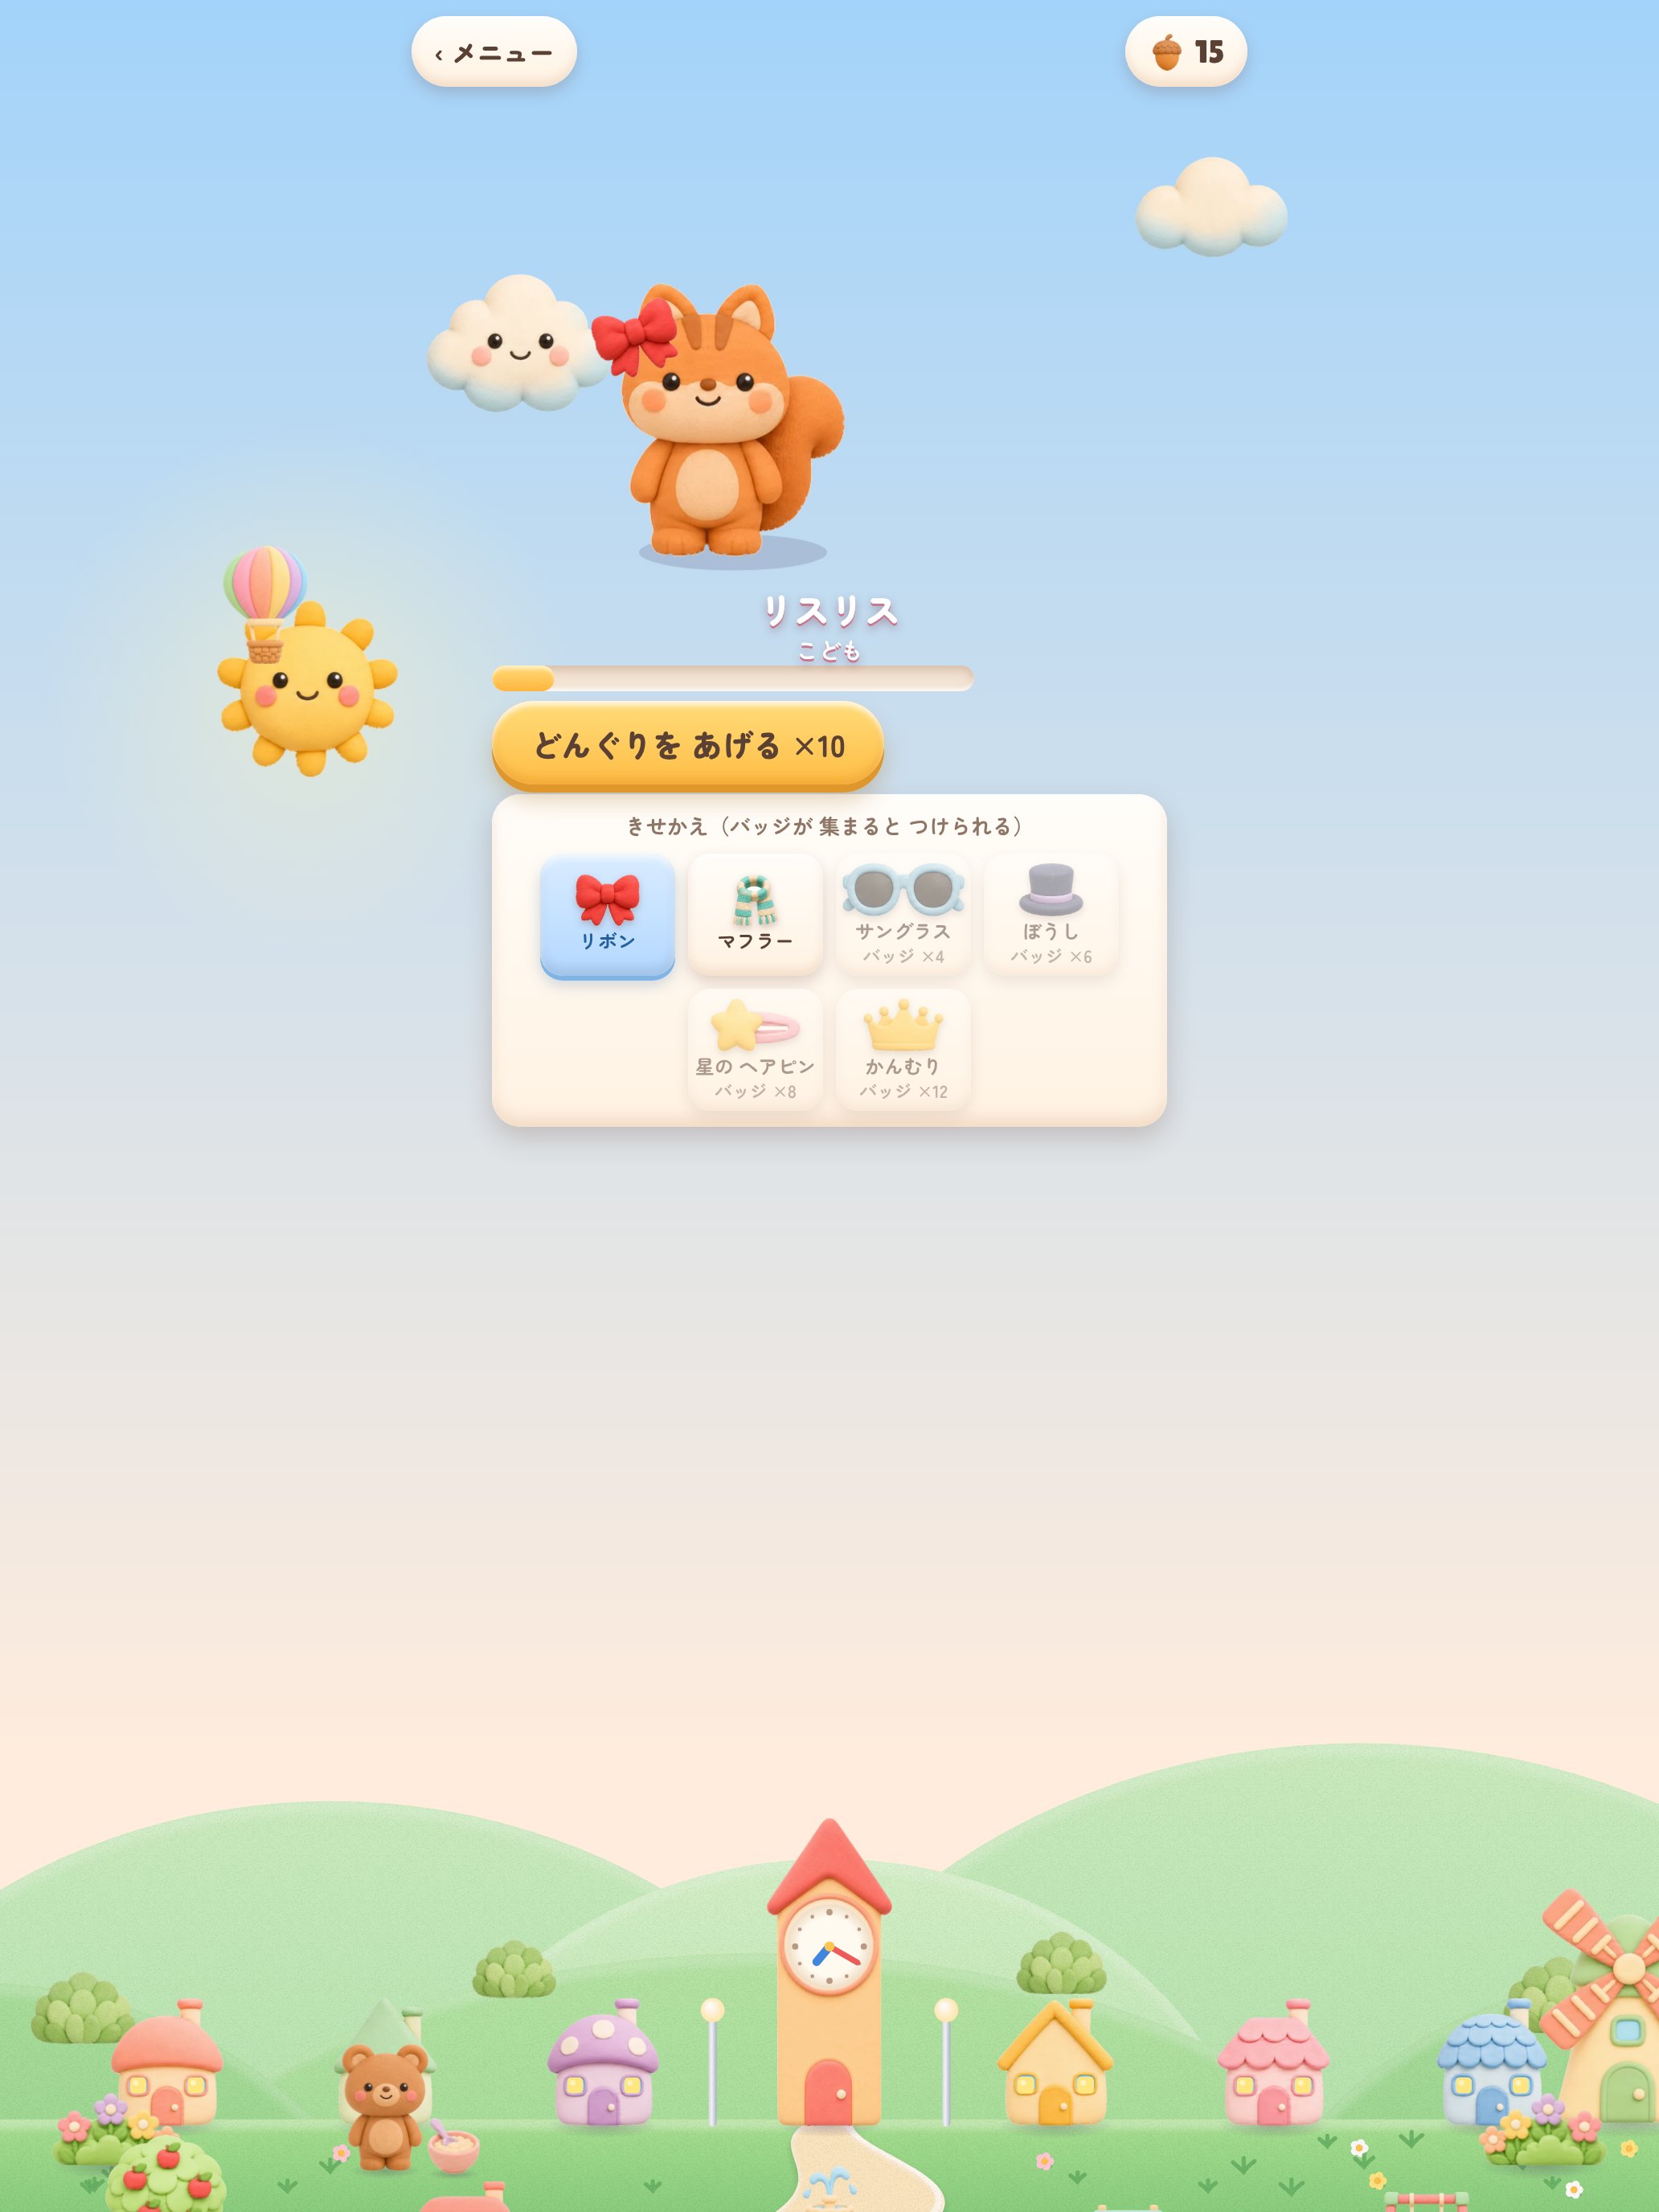 ‹ メニュー
15
リスリス
こども
どんぐりを あげる ×10
きせかえ（バッジが 集まると つけられる）
リボン
マフラー
サングラス
バッジ ×4
ぼうし
バッジ ×6
星の ヘアピン
バッジ ×8
かんむり
バッジ ×12